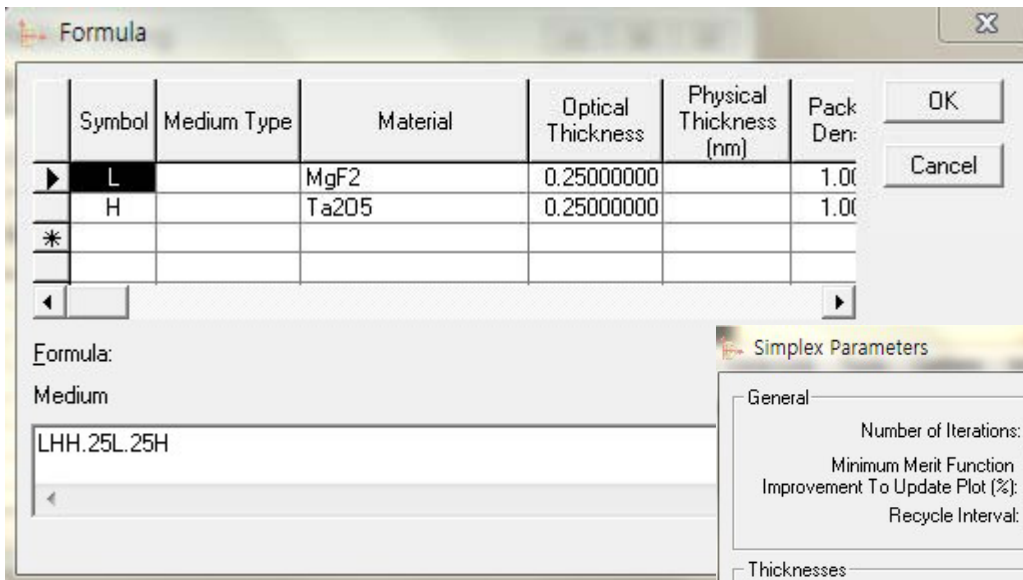 Formula
Symbol Medium Type Material Optical Thickness Physical Thickness (nm) Pack Den:
L MgF2 0.25000000 1.00
H Ta2O5 0.25000000 1.00
OK
Cancel
Formula:
Medium
LHH.25L.25H
Simplex Parameters
General
Number of Iterations:
Minimum Merit Function
Improvement To Update Plot (%):
Recycle Interval:
Thicknesses